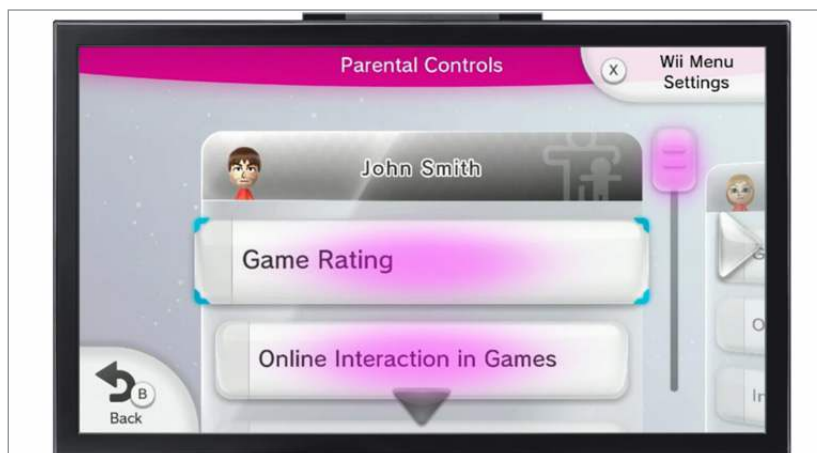 Parental Controls
X
Wii Menu
Settings
John Smith
Game Rating
Online Interaction in Games
B
Back